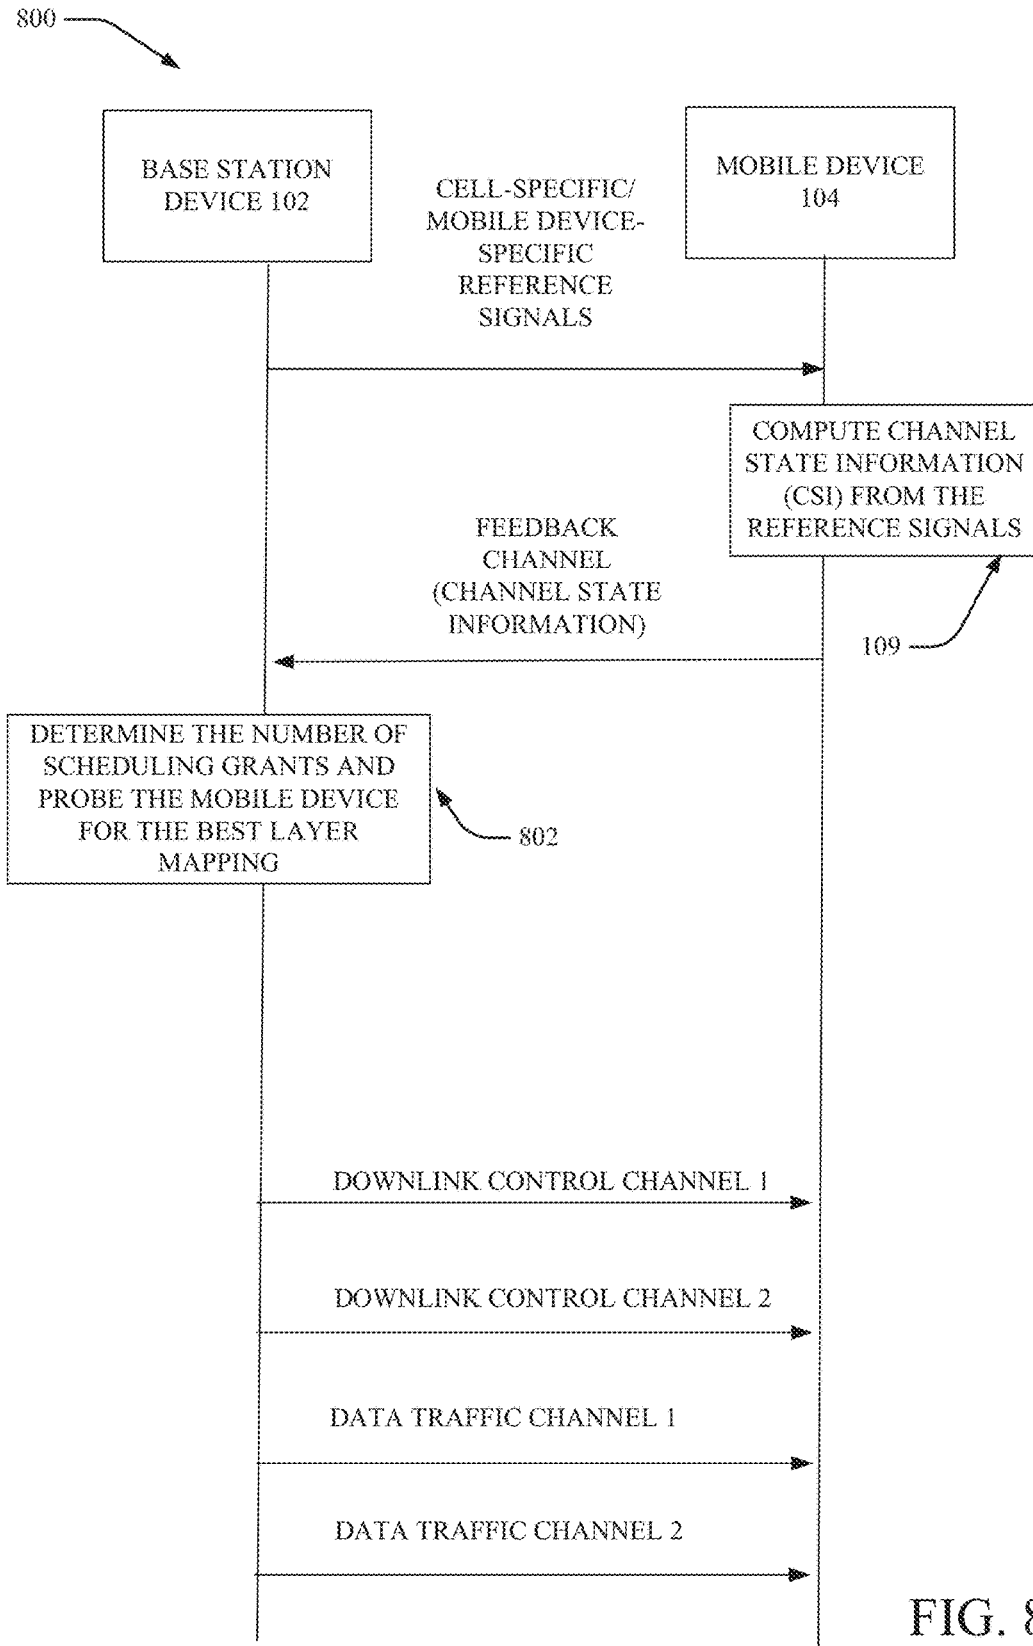 800
BASE STATION
DEVICE 102
MOBILE DEVICE
104
CELL-SPECIFIC/
MOBILE DEVICE-
SPECIFIC
REFERENCE
SIGNALS
COMPUTE CHANNEL
STATE INFORMATION
(CSI) FROM THE
REFERENCE SIGNALS
109
FEEDBACK
CHANNEL
(CHANNEL STATE
INFORMATION)
DETERMINE THE NUMBER OF
SCHEDULING GRANTS AND
PROBE THE MOBILE DEVICE
FOR THE BEST LAYER
MAPPING
802
DOWNLINK CONTROL CHANNEL 1
DOWNLINK CONTROL CHANNEL 2
DATA TRAFFIC CHANNEL 1
DATA TRAFFIC CHANNEL 2
FIG. 8